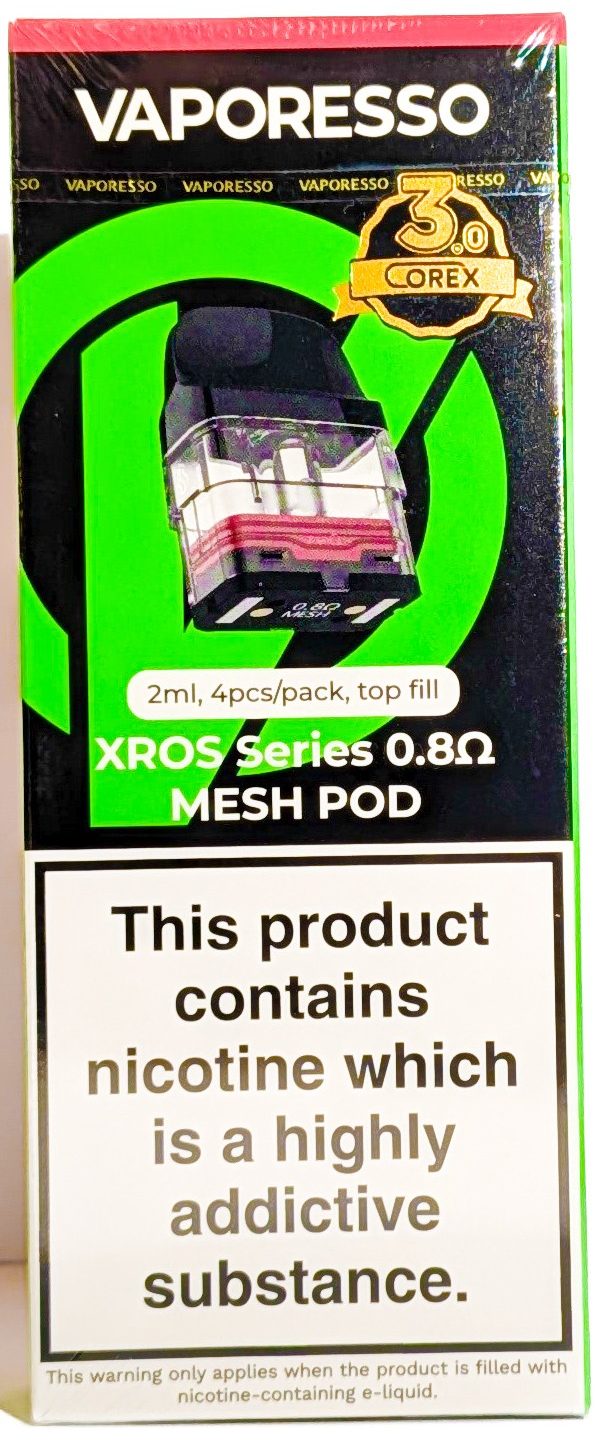 VAPORESSO
SSO VAPORESSO VAPORESSO VAPORESSO RESSO VAPO
3.0
COREX
0.8Ω
MESH
2ml, 4pcs/pack, top fill
XROS Series 0.8Ω
MESH POD
This product
contains
nicotine which
is a highly
addictive
substance.
This warning only applies when the product is filled with
nicotine-containing e-liquid.